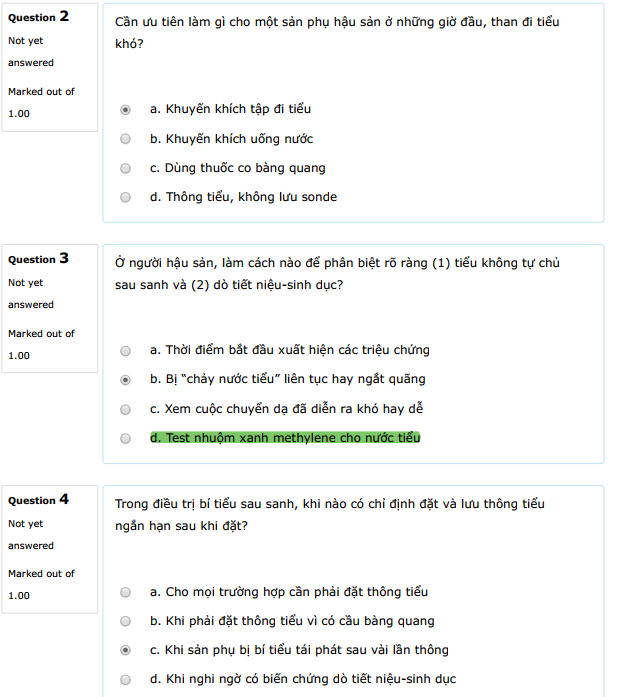 Question 2
Not yet
answered
Marked out of
1.00
Cần ưu tiên làm gì cho một sản phụ hậu sản ở những giờ đầu, than đi tiểu
khó?
a. Khuyến khích tập đi tiểu
b. Khuyến khích uống nước
c. Dùng thuốc co bàng quang
d. Thông tiểu, không lưu sonde
Question 3
Not yet
answered
Marked out of
1.00
Ở người hậu sản, làm cách nào để phân biệt rõ ràng (1) tiểu không tự chủ
sau sanh và (2) dò tiết niệu-sinh dục?
a. Thời điểm bắt đầu xuất hiện các triệu chứng
b. Bị “chảy nước tiểu” liên tục hay ngắt quãng
c. Xem cuộc chuyển dạ đã diễn ra khó hay dễ
d. Test nhuộm xanh methylene cho nước tiểu
Question 4
Not yet
answered
Marked out of
1.00
Trong điều trị bí tiểu sau sanh, khi nào có chỉ định đặt và lưu thông tiểu
ngắn hạn sau khi đặt?
a. Cho mọi trường hợp cần phải đặt thông tiểu
b. Khi phải đặt thông tiểu vì có cầu bàng quang
c. Khi sản phụ bị bí tiểu tái phát sau vài lần thông
d. Khi nghi ngờ có biến chứng dò tiết niệu-sinh dục